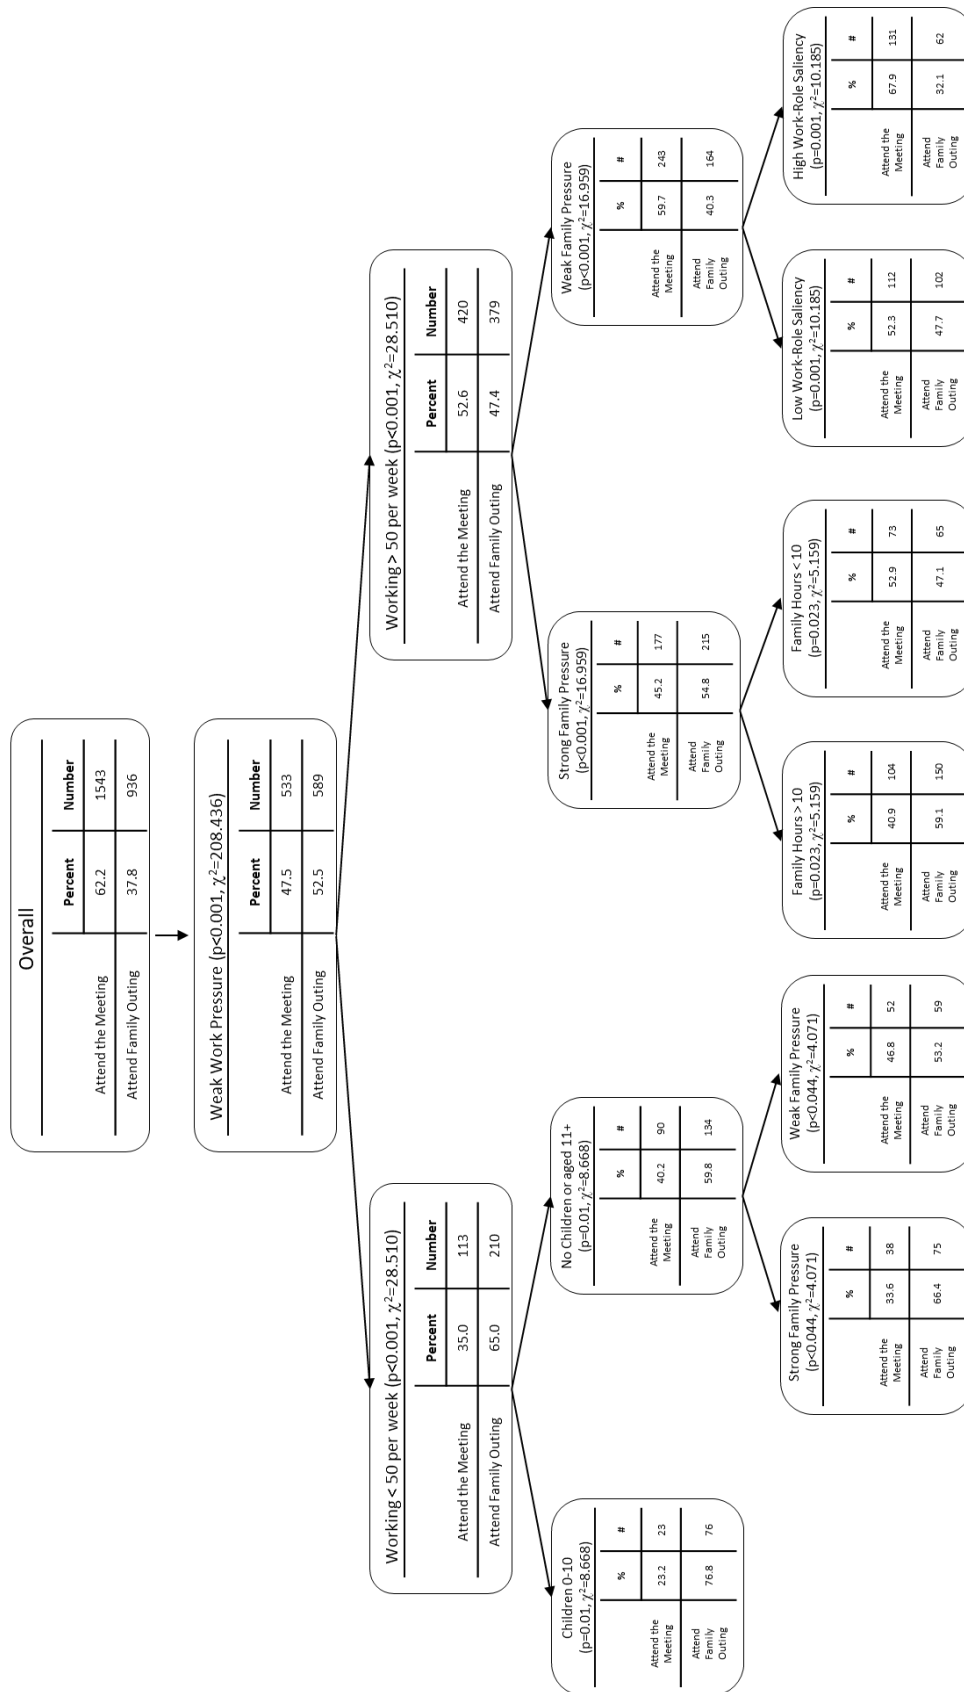 Overall
Percent Number
Attend the Meeting 62.2 1543
Attend Family Outing 37.8 936
Weak Work Pressure (p<0.001, χ²=208.436)
Percent Number
Attend the Meeting 47.5 533
Attend Family Outing 52.5 589
Working < 50 per week (p<0.001, χ²=28.510)
Percent Number
Attend the Meeting 35.0 113
Attend Family Outing 65.0 210
Working > 50 per week (p<0.001, χ²=28.510)
Percent Number
Attend the Meeting 52.6 420
Attend Family Outing 47.4 379
Children 0-10
(p=0.01, χ²=8.668)
% #
Attend the
Meeting 23.2 23
Attend
Family
Outing 76.8 76
No Children or aged 11+
(p=0.01, χ²=8.668)
% #
Attend the
Meeting 40.2 90
Attend
Family
Outing 59.8 134
Strong Family Pressure
(p<0.001, χ²=16.959)
% #
Attend the
Meeting 45.2 177
Attend
Family
Outing 54.8 215
Weak Family Pressure
(p<0.001, χ²=16.959)
% #
Attend the
Meeting 59.7 243
Attend
Family
Outing 40.3 164
Strong Family Pressure
(p<0.044, χ²=4.071)
% #
Attend the
Meeting 33.6 38
Attend
Family
Outing 66.4 75
Weak Family Pressure
(p<0.044, χ²=4.071)
% #
Attend the
Meeting 46.8 52
Attend
Family
Outing 53.2 59
Family Hours > 10
(p=0.023, χ²=5.159)
% #
Attend the
Meeting 40.9 104
Attend
Family
Outing 59.1 150
Family Hours < 10
(p=0.023, χ²=5.159)
% #
Attend the
Meeting 52.9 73
Attend
Family
Outing 47.1 65
Low Work-Role Saliency
(p=0.001, χ²=10.185)
% #
Attend the
Meeting 52.3 112
Attend
Family
Outing 47.7 102
High Work-Role Saliency
(p=0.001, χ²=10.185)
% #
Attend the
Meeting 67.9 131
Attend
Family
Outing 32.1 62